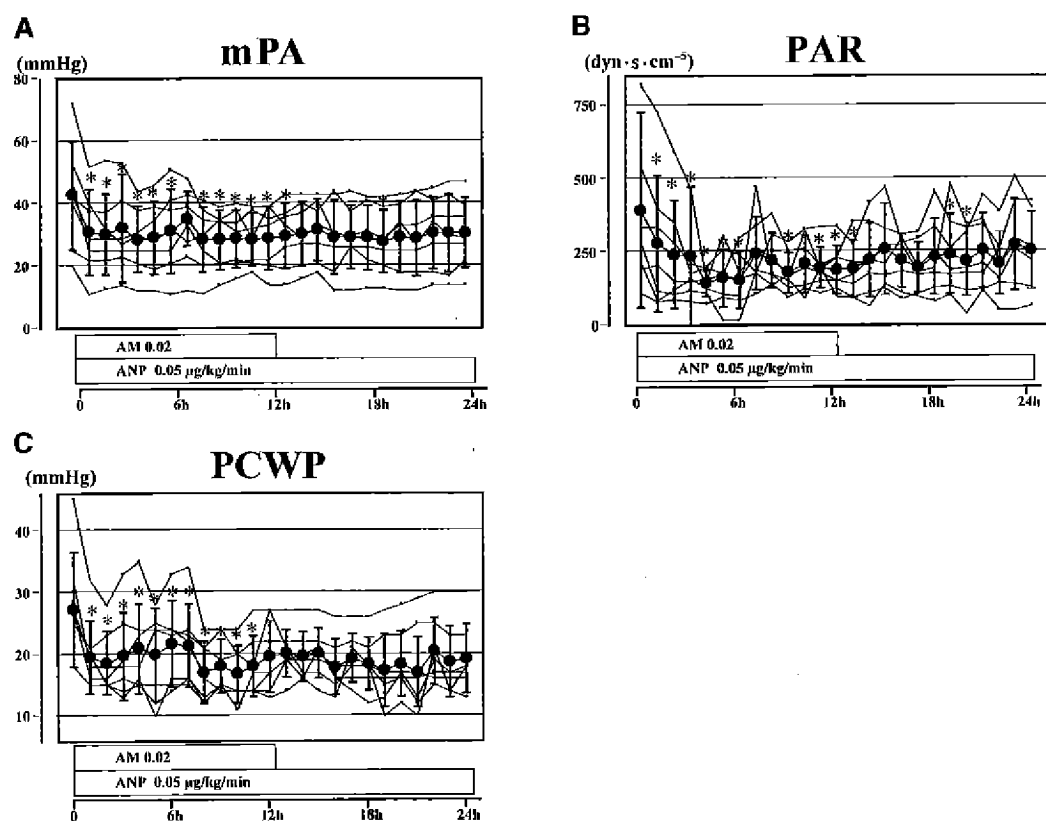 A
mPA
(mmHg)
80
60
40
20
0
* * * * * * * * * * * * * *
AM 0.02
ANP 0.05 µg/kg/min
0 6h 12h 18h 24h
B
PAR
(dyn·s·cm⁻⁵)
750
500
250
0
* * * * * * * * * * * * *
AM 0.02
ANP 0.05 µg/kg/min
0 6h 12h 18h 24h
C
PCWP
(mmHg)
40
30
20
10
* * * * * * * * * * *
AM 0.02
ANP 0.05 µg/kg/min
0 6h 12h 18h 24h